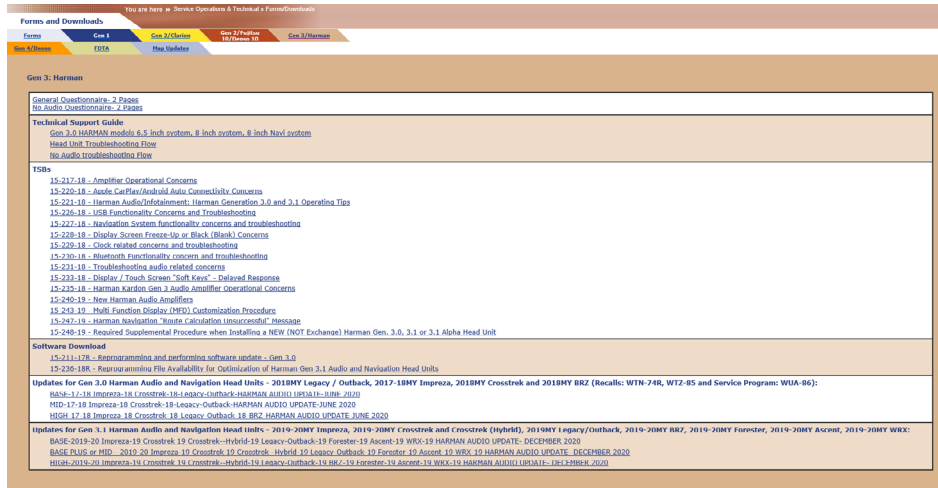 You are here » Service Operations & Technical » Forms/Downloads
Forms and Downloads
Forms
Gen 1
Gen 2/Clarion
Gen 2/Fujitsu
10/Denso 10
Gen 3/Harman
Gen 4/Denso
FOTA
Map Updates
Gen 3: Harman
General Questionnaire- 2 Pages
No Audio Questionnaire- 2 Pages
Technical Support Guide
Gen 3.0 HARMAN models 6.5 inch system, 8 inch system, 8 inch Navi system
Head Unit Troubleshooting Flow
No Audio troubleshooting Flow
TSBs
15-217-18 - Amplifier Operational Concerns
15-220-18 - Apple CarPlay/Android Auto Connectivity Concerns
15-221-18 - Harman Audio/Infotainment: Harman Generation 3.0 and 3.1 Operating Tips
15-226-18 - USB Functionality Concerns and Troubleshooting
15-227-18 - Navigation System functionality concerns and troubleshooting
15-228-18 - Display Screen Freeze-Up or Black (Blank) Concerns
15-229-18 - Clock related concerns and troubleshooting
15-230-18 - Bluetooth Functionality concern and troubleshooting
15-231-18 - Troubleshooting audio related concerns
15-233-18 - Display / Touch Screen "Soft Keys" - Delayed Response
15-235-18 - Harman Kardon Gen 3 Audio Amplifier Operational Concerns
15-240-19 - New Harman Audio Amplifiers
15-243-19 - Multi Function Display (MFD) Customization Procedure
15-247-19 - Harman Navigation "Route Calculation Unsuccessful" Message
15-248-19 - Required Supplemental Procedure when Installing a NEW (NOT Exchange) Harman Gen. 3.0, 3.1 or 3.1 Alpha Head Unit
Software Download
15-211-17R - Reprogramming and performing software update - Gen 3.0
15-236-18R - Reprogramming File Availability for Optimization of Harman Gen 3.1 Audio and Navigation Head Units
Updates for Gen 3.0 Harman Audio and Navigation Head Units - 2018MY Legacy / Outback, 2017-18MY Impreza, 2018MY Crosstrek and 2018MY BRZ (Recalls: WTN-74R, WTZ-85 and Service Program: WUA-86):
BASE-17-18 Impreza-18 Crosstrek-18-Legacy-Outback-HARMAN AUDIO UPDATE-JUNE 2020
MID-17-18 Impreza-18 Crosstrek-18-Legacy-Outback-HARMAN AUDIO UPDATE-JUNE 2020
HIGH-17-18 Impreza-18 Crosstrek-18-Legacy Outback-18 BRZ-HARMAN AUDIO UPDATE JUNE 2020
Updates for Gen 3.1 Harman Audio and Navigation Head Units - 2019-20MY Impreza, 2019-20MY Crosstrek and Crosstrek (Hybrid), 2019MY Legacy/Outback, 2019-20MY BRZ, 2019-20MY Forester, 2019-20MY Ascent, 2019-20MY WRX:
BASE-2019-20 Impreza-19 Crosstrek 19 Crosstrek--Hybrid-19 Legacy-Outback-19 Forester-19 Ascent-19 WRX-19 HARMAN AUDIO UPDATE- DECEMBER 2020
BASE PLUS or MID - 2019-20 Impreza-19 Crosstrek 19 Crosstrek--Hybrid-19 Legacy-Outback-19 Forester-19 Ascent-19 WRX-19 HARMAN AUDIO UPDATE- DECEMBER 2020
HIGH-2019-20 Impreza-19 Crosstrek 19 Crosstrek--Hybrid-19 Legacy-Outback-19 BRZ-19 Forester-19 Ascent-19 WRX-19 HARMAN AUDIO UPDATE- DECEMBER 2020